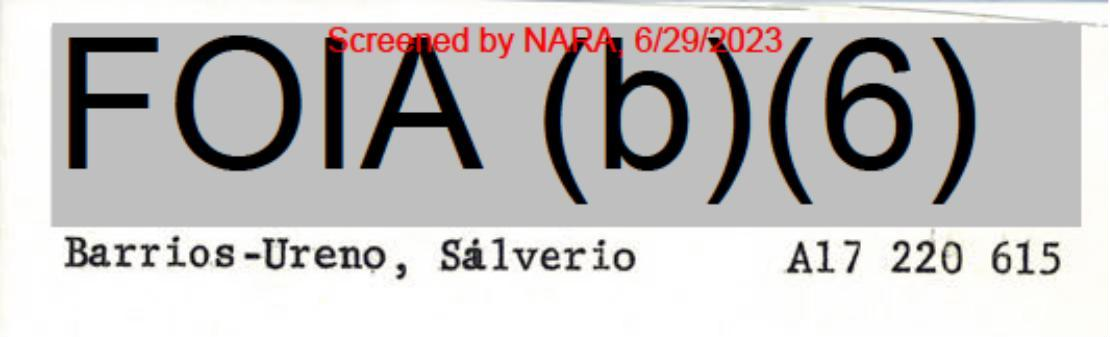 Screened by NARA, 6/29/2023
FOIA (b)(6)
Barrios-Ureno, Sálverio A17 220 615